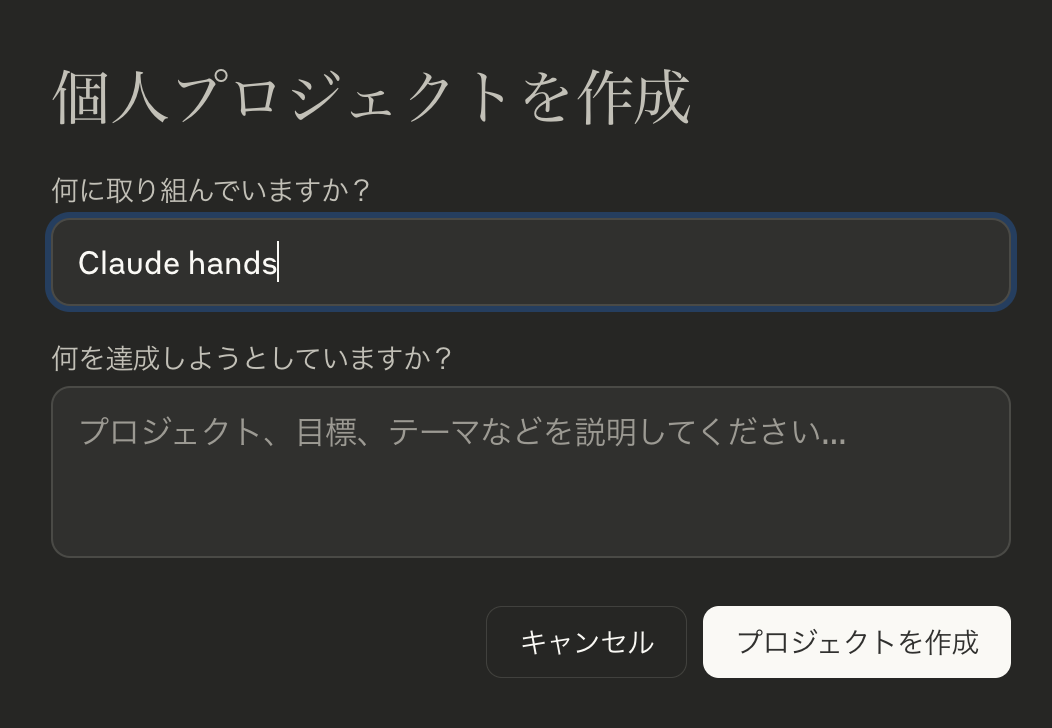 個人プロジェクトを作成
何に取り組んでいますか？
Claude hands
何を達成しようとしていますか？
プロジェクト、目標、テーマなどを説明してください...
キャンセル
プロジェクトを作成